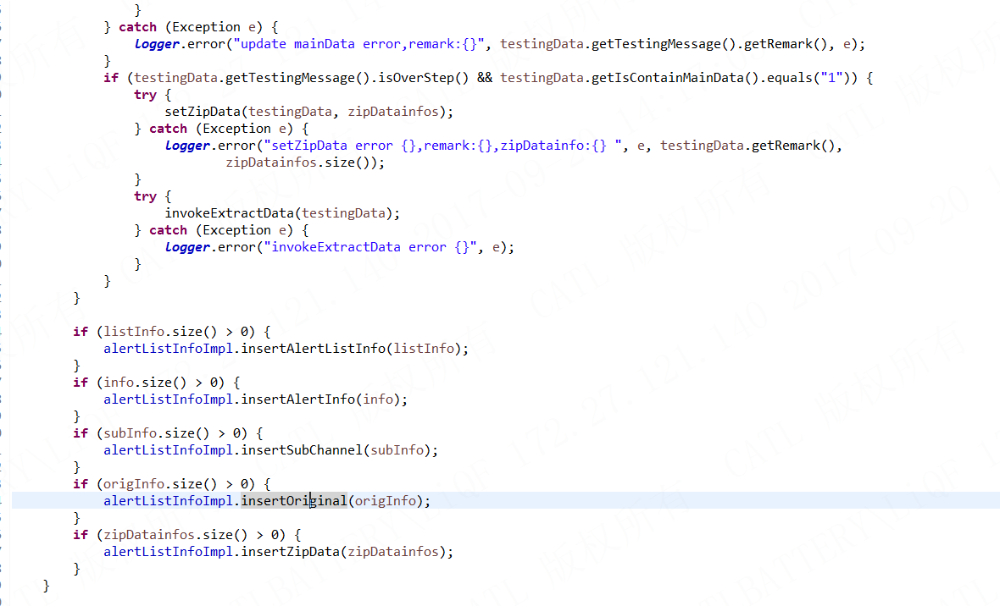 }
} catch (Exception e) {
logger.error("update mainData error,remark:{}", testingData.getTestingMessage().getRemark(), e);
}
if (testingData.getTestingMessage().isOverStep() && testingData.getIsContainMainData().equals("1")) {
try {
setZipData(testingData, zipDatainfos);
} catch (Exception e) {
logger.error("setZipData error {},remark:{},zipDatainfo:{} ", e, testingData.getRemark(),
zipDatainfos.size());
}
try {
invokeExtractData(testingData);
} catch (Exception e) {
logger.error("invokeExtractData error {}", e);
}
}
}
if (listInfo.size() > 0) {
alertListInfoImpl.insertAlertListInfo(listInfo);
}
if (info.size() > 0) {
alertListInfoImpl.insertAlertInfo(info);
}
if (subInfo.size() > 0) {
alertListInfoImpl.insertSubChannel(subInfo);
}
if (origInfo.size() > 0) {
alertListInfoImpl.insertOriginal(origInfo);
}
if (zipDatainfos.size() > 0) {
alertListInfoImpl.insertZipData(zipDatainfos);
}
}